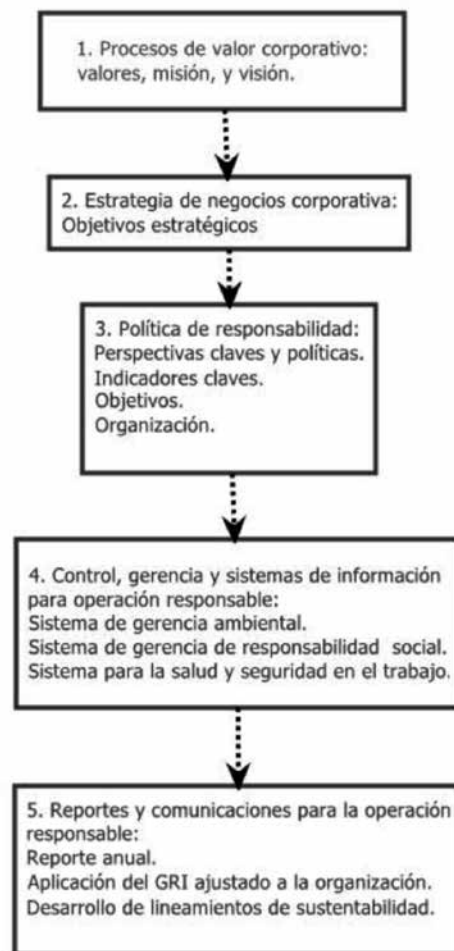 1. Procesos de valor corporativo:
valores, misión, y visión.
2. Estrategia de negocios corporativa:
Objetivos estratégicos
3. Política de responsabilidad:
Perspectivas claves y políticas.
Indicadores claves.
Objetivos.
Organización.
4. Control, gerencia y sistemas de información
para operación responsable:
Sistema de gerencia ambiental.
Sistema de gerencia de responsabilidad social.
Sistema para la salud y seguridad en el trabajo.
5. Reportes y comunicaciones para la operación
responsable:
Reporte anual.
Aplicación del GRI ajustado a la organización.
Desarrollo de lineamientos de sustentabilidad.